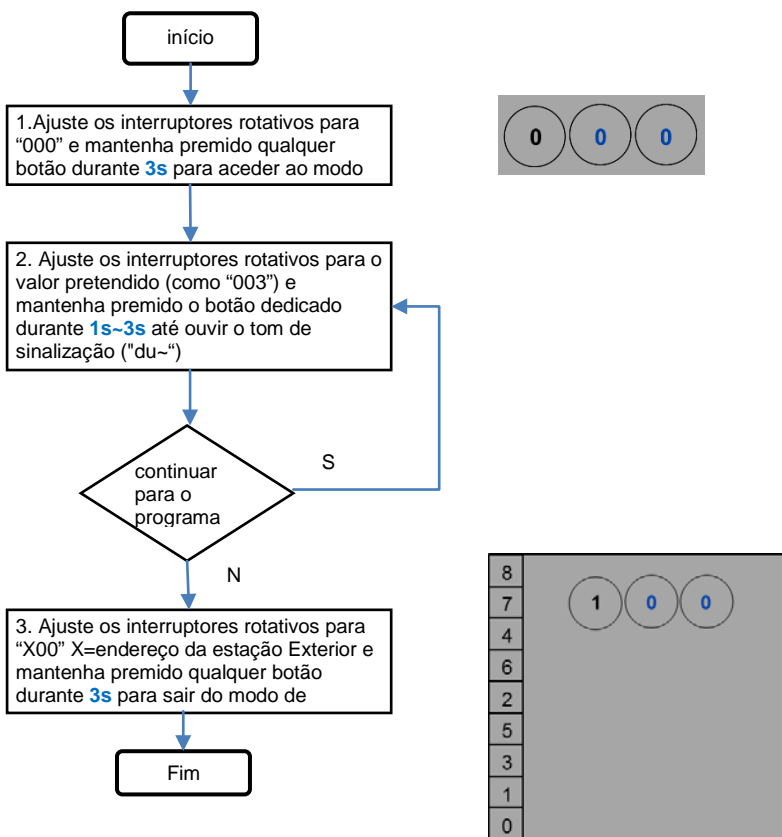 início
1.Ajuste os interruptores rotativos para
“000” e mantenha premido qualquer
botão durante 3s para aceder ao modo
0 0 0
2. Ajuste os interruptores rotativos para o
valor pretendido (como “003”) e
mantenha premido o botão dedicado
durante 1s~3s até ouvir o tom de
sinalização ("du~“)
continuar
para o
programa
S
N
3. Ajuste os interruptores rotativos para
“X00” X=endereço da estação Exterior e
mantenha premido qualquer botão
durante 3s para sair do modo de
Fim
8
7
4
6
2
5
3
1
0
1 0 0